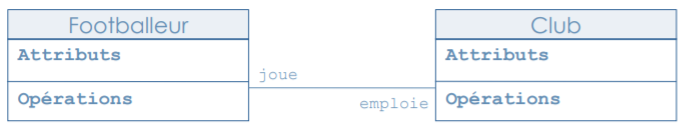 Footballeur
Attributs
Opérations
joue
emploie
Club
Attributs
Opérations